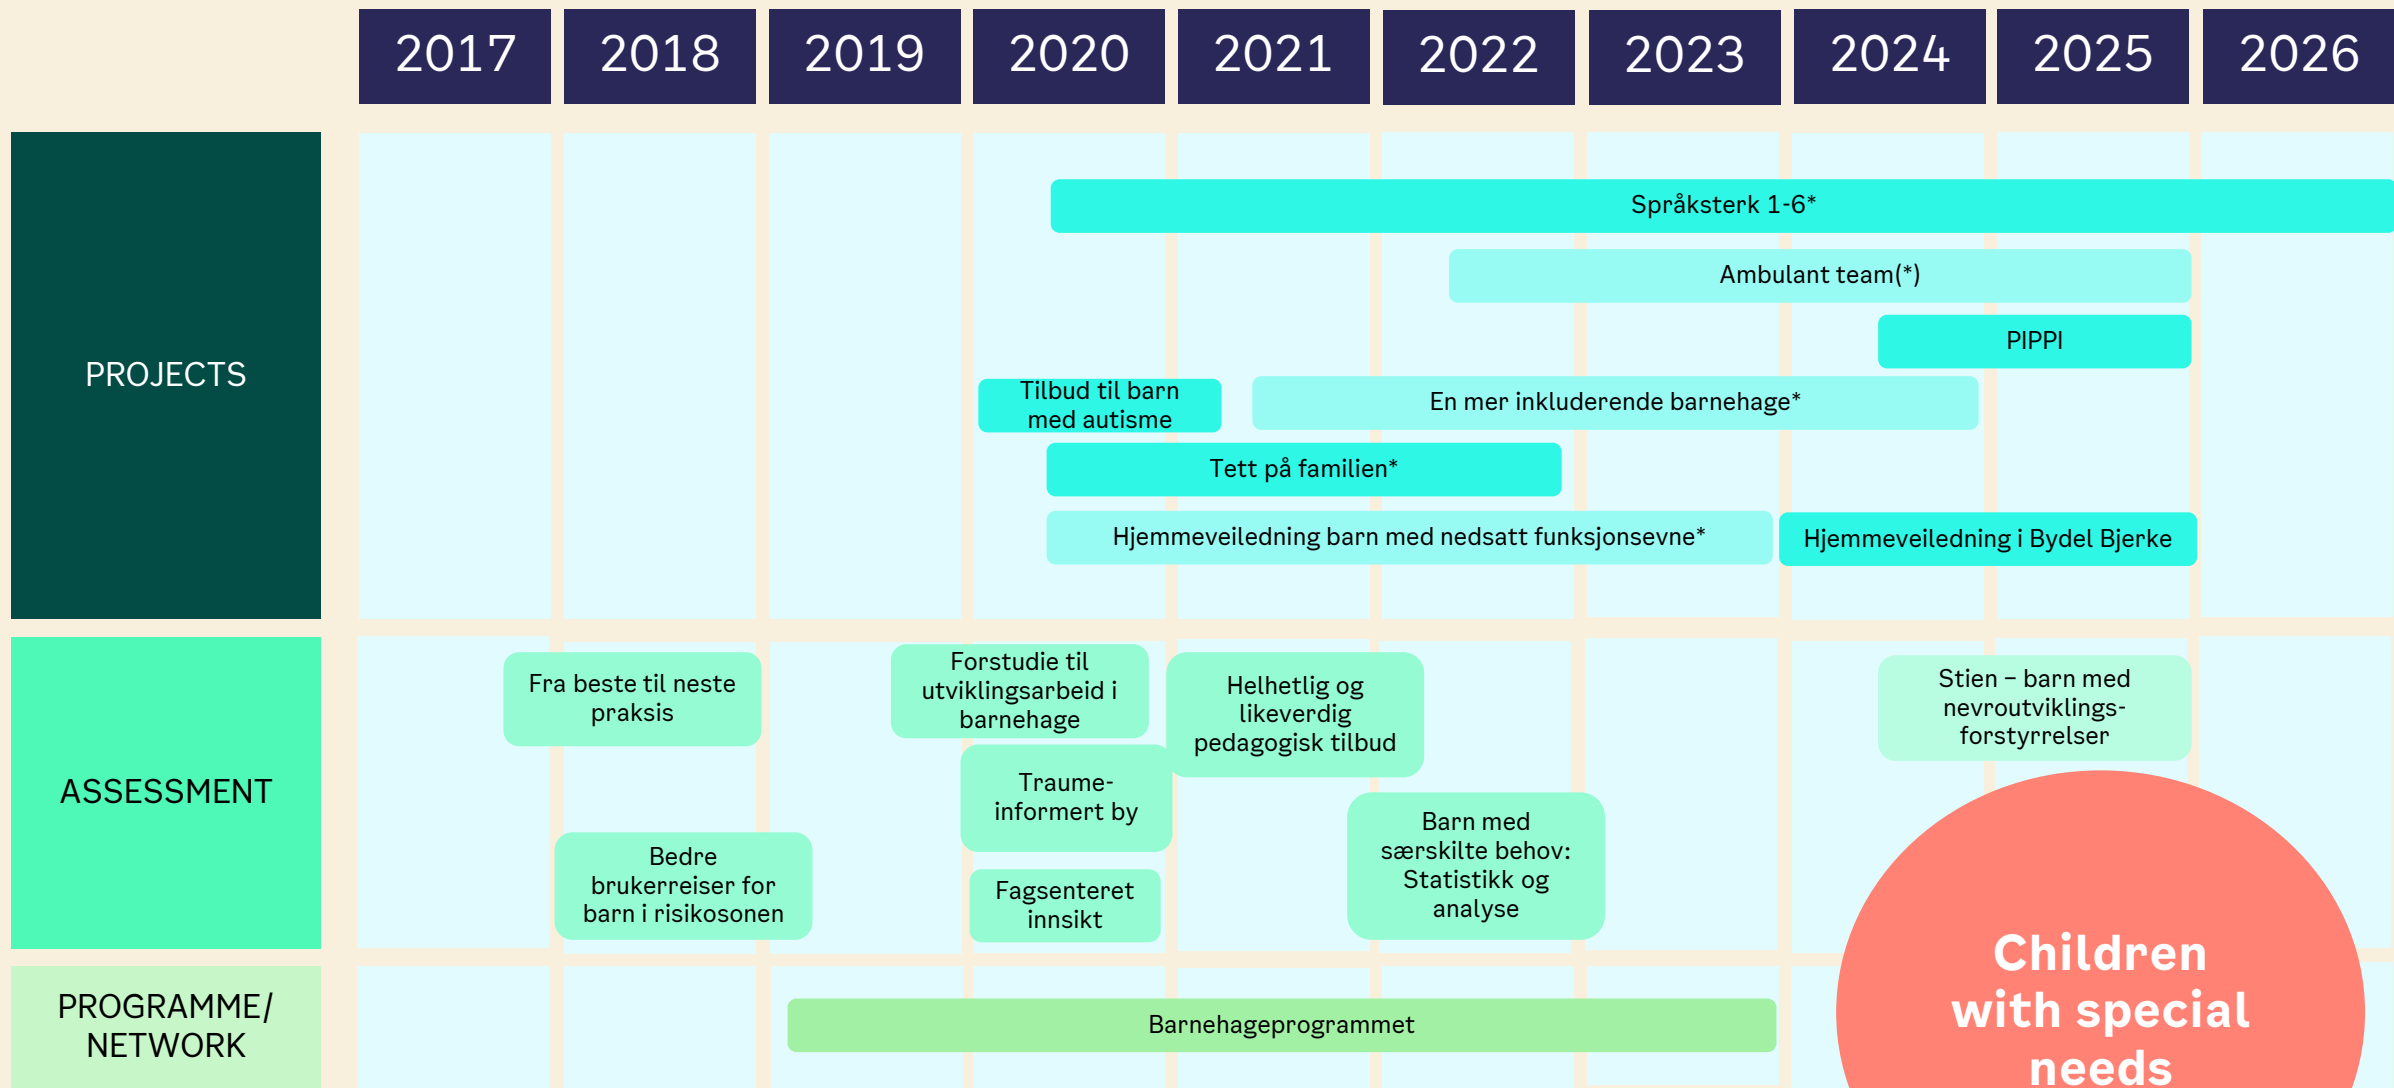 2017 2018 2019 2020 2021 2022 2023 2024 2025 2026
PROJECTS
Språksterk 1-6*
Ambulant team(*)
PIPPI
Tilbud til barn
med autisme
En mer inkluderende barnehage*
Tett på familien*
Hjemmeveiledning barn med nedsatt funksjonsevne*
Hjemmeveiledning i Bydel Bjerke
ASSESSMENT
Fra beste til neste
praksis
Bedre
brukerreiser for
barn i risikosonen
Forstudie til
utviklingsarbeid i
barnehage
Traume-
informert by
Fagsenteret
innsikt
Helhetlig og
likeverdig
pedagogisk tilbud
Barn med
særskilte behov:
Statistikk og
analyse
Stien – barn med
nevroutviklings-
forstyrrelser
PROGRAMME/
NETWORK
Barnehageprogrammet
Children
with special
needs